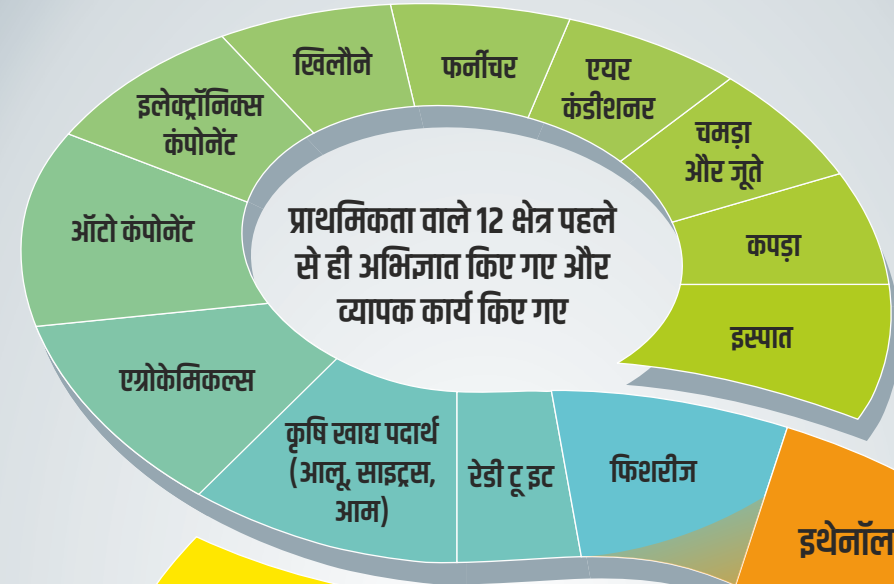 खिलौने
फर्नीचर
एयर
कंडीशनर
इलेक्ट्रॉनिक्स
कंपोनेंट
चमड़ा
और जूते
ऑटो कंपोनेंट
कपड़ा
प्राथमिकता वाले 12 क्षेत्र पहले
से ही अभिज्ञात किए गए और
व्यापक कार्य किए गए
इस्पात
एग्रोकेमिकल्स
कृषि खाद्य पदार्थ
(आलू, साइट्रस,
आम)
रेडी टू इट
फिशरीज
इथेनॉल